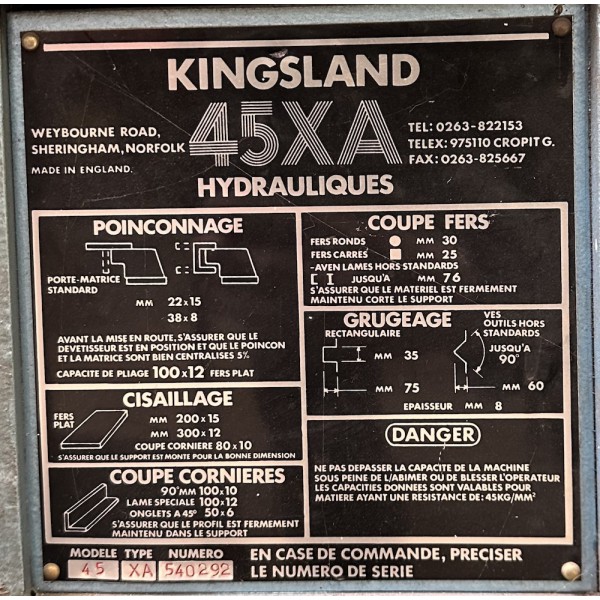 KINGSLAND
45XA
WEYBOURNE ROAD,
SHERINGHAM, NORFOLK
MADE IN ENGLAND.
TEL: 0263-822153
TELEX: 975110 CROPIT G.
FAX: 0263-825667
HYDRAULIQUES
POINCONNAGE
PORTE-MATRICE
STANDARD
MM 22x15
38x8
AVANT LA MISE EN ROUTE, S'ASSURER QUE LE
DEVETISSEUR EST EN POSITION ET QUE LE POINCON
ET LA MATRICE SONT BIEN CENTRALISES 5%
CAPACITE DE PLIAGE 100x12 FERS PLAT
CISAILLAGE
FERS
PLAT
MM 200x15
MM 300x12
COUPE CORNIERE 80x10
S'ASSURER QUE LE SUPPORT EST MONTE POUR LA BONNE DIMENSION
COUPE CORNIERES
90°MM 100x10
LAME SPECIALE 100x12
ONGLETS A 45° 50x6
S'ASSURER QUE LE PROFIL EST FERMEMENT
MAINTENU DANS LE SUPPORT
COUPE FERS
FERS RONDS MM 30
FERS CARRES MM 25
-AVEN LAMES HORS STANDARDS
JUSQU'A MM 76
S'ASSURER QUE LE MATERIEL EST FERMEMENT
MAINTENU CORTE LE SUPPORT
GRUGEAGE
RECTANGULAIRE
MM 35
MM 75
VES
OUTILS HORS
STANDARDS
JUSQU'A
90°
MM 60
EPAISSEUR MM 8
DANGER
NE PAS DEPASSER LA CAPACITE DE LA MACHINE
SOUS PEINE DE L'ABIMER OU DE BLESSER L'OPERATEUR
LES CAPACITIES DONNEES SONT VALABLES POUR
MATIERE AYANT UNE RESISTANCE DE: 45KG/MM²
MODELE TYPE NUMERO
45 XA 540292
EN CASE DE COMMANDE, PRECISER
LE NUMERO DE SERIE